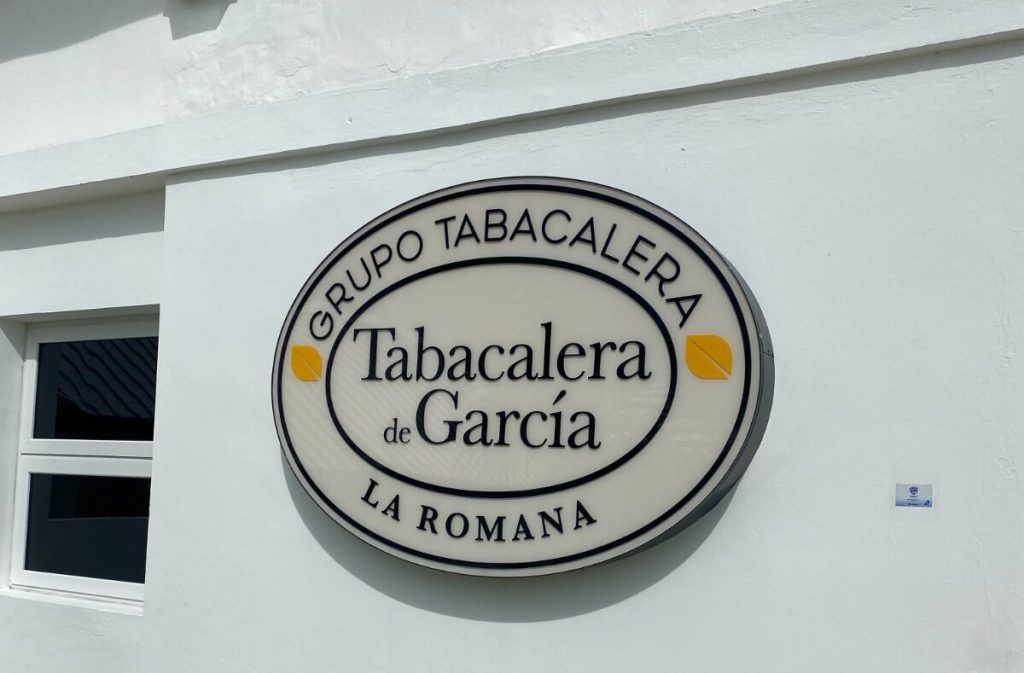 GRUPO TABACALERA
Tabacalera
de García
LA ROMANA